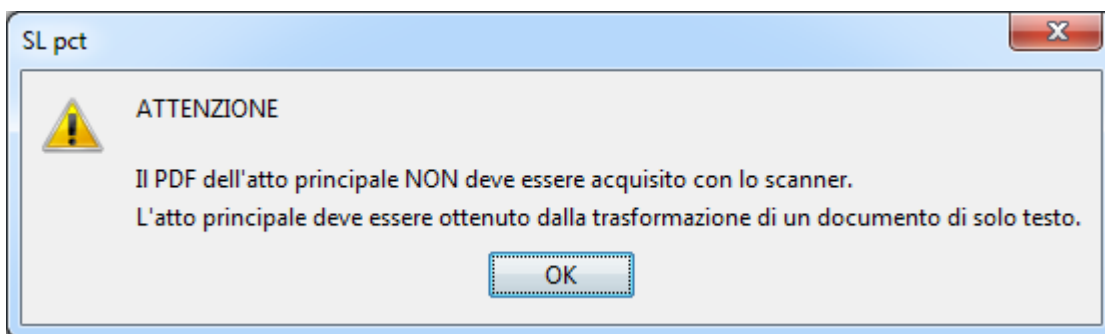 SL pct
ATTENZIONE
Il PDF dell'atto principale NON deve essere acquisito con lo scanner.
L'atto principale deve essere ottenuto dalla trasformazione di un documento di solo testo.
OK